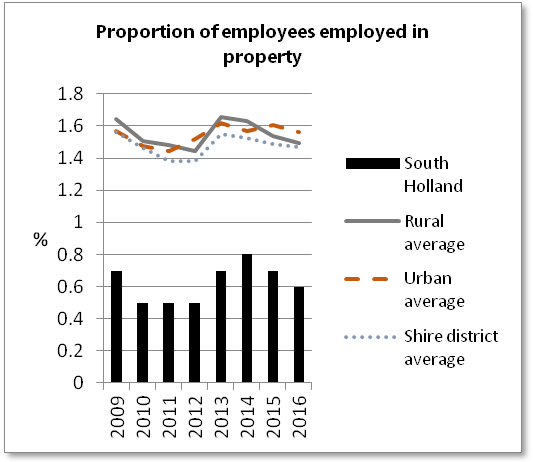 Proportion of employees employed in
property
1.8
1.6
1.4
1.2
1
0.8
0.6
0.4
0.2
0
%
2009
2010
2011
2012
2013
2014
2015
2016
South
Holland
Rural
average
Urban
average
Shire district
average